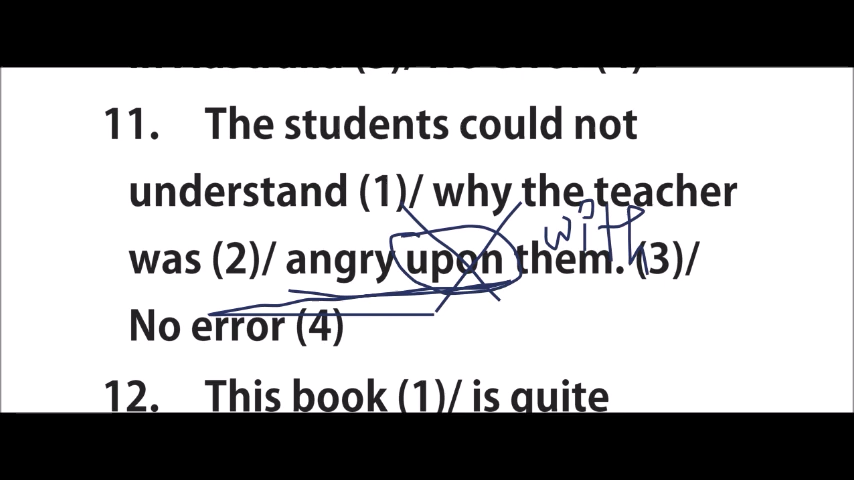 11. The students could not
understand (1)/ why the teacher
with
was (2)/ angry upon them. (3)/
No error (4)
12. This book (1)/ is quite